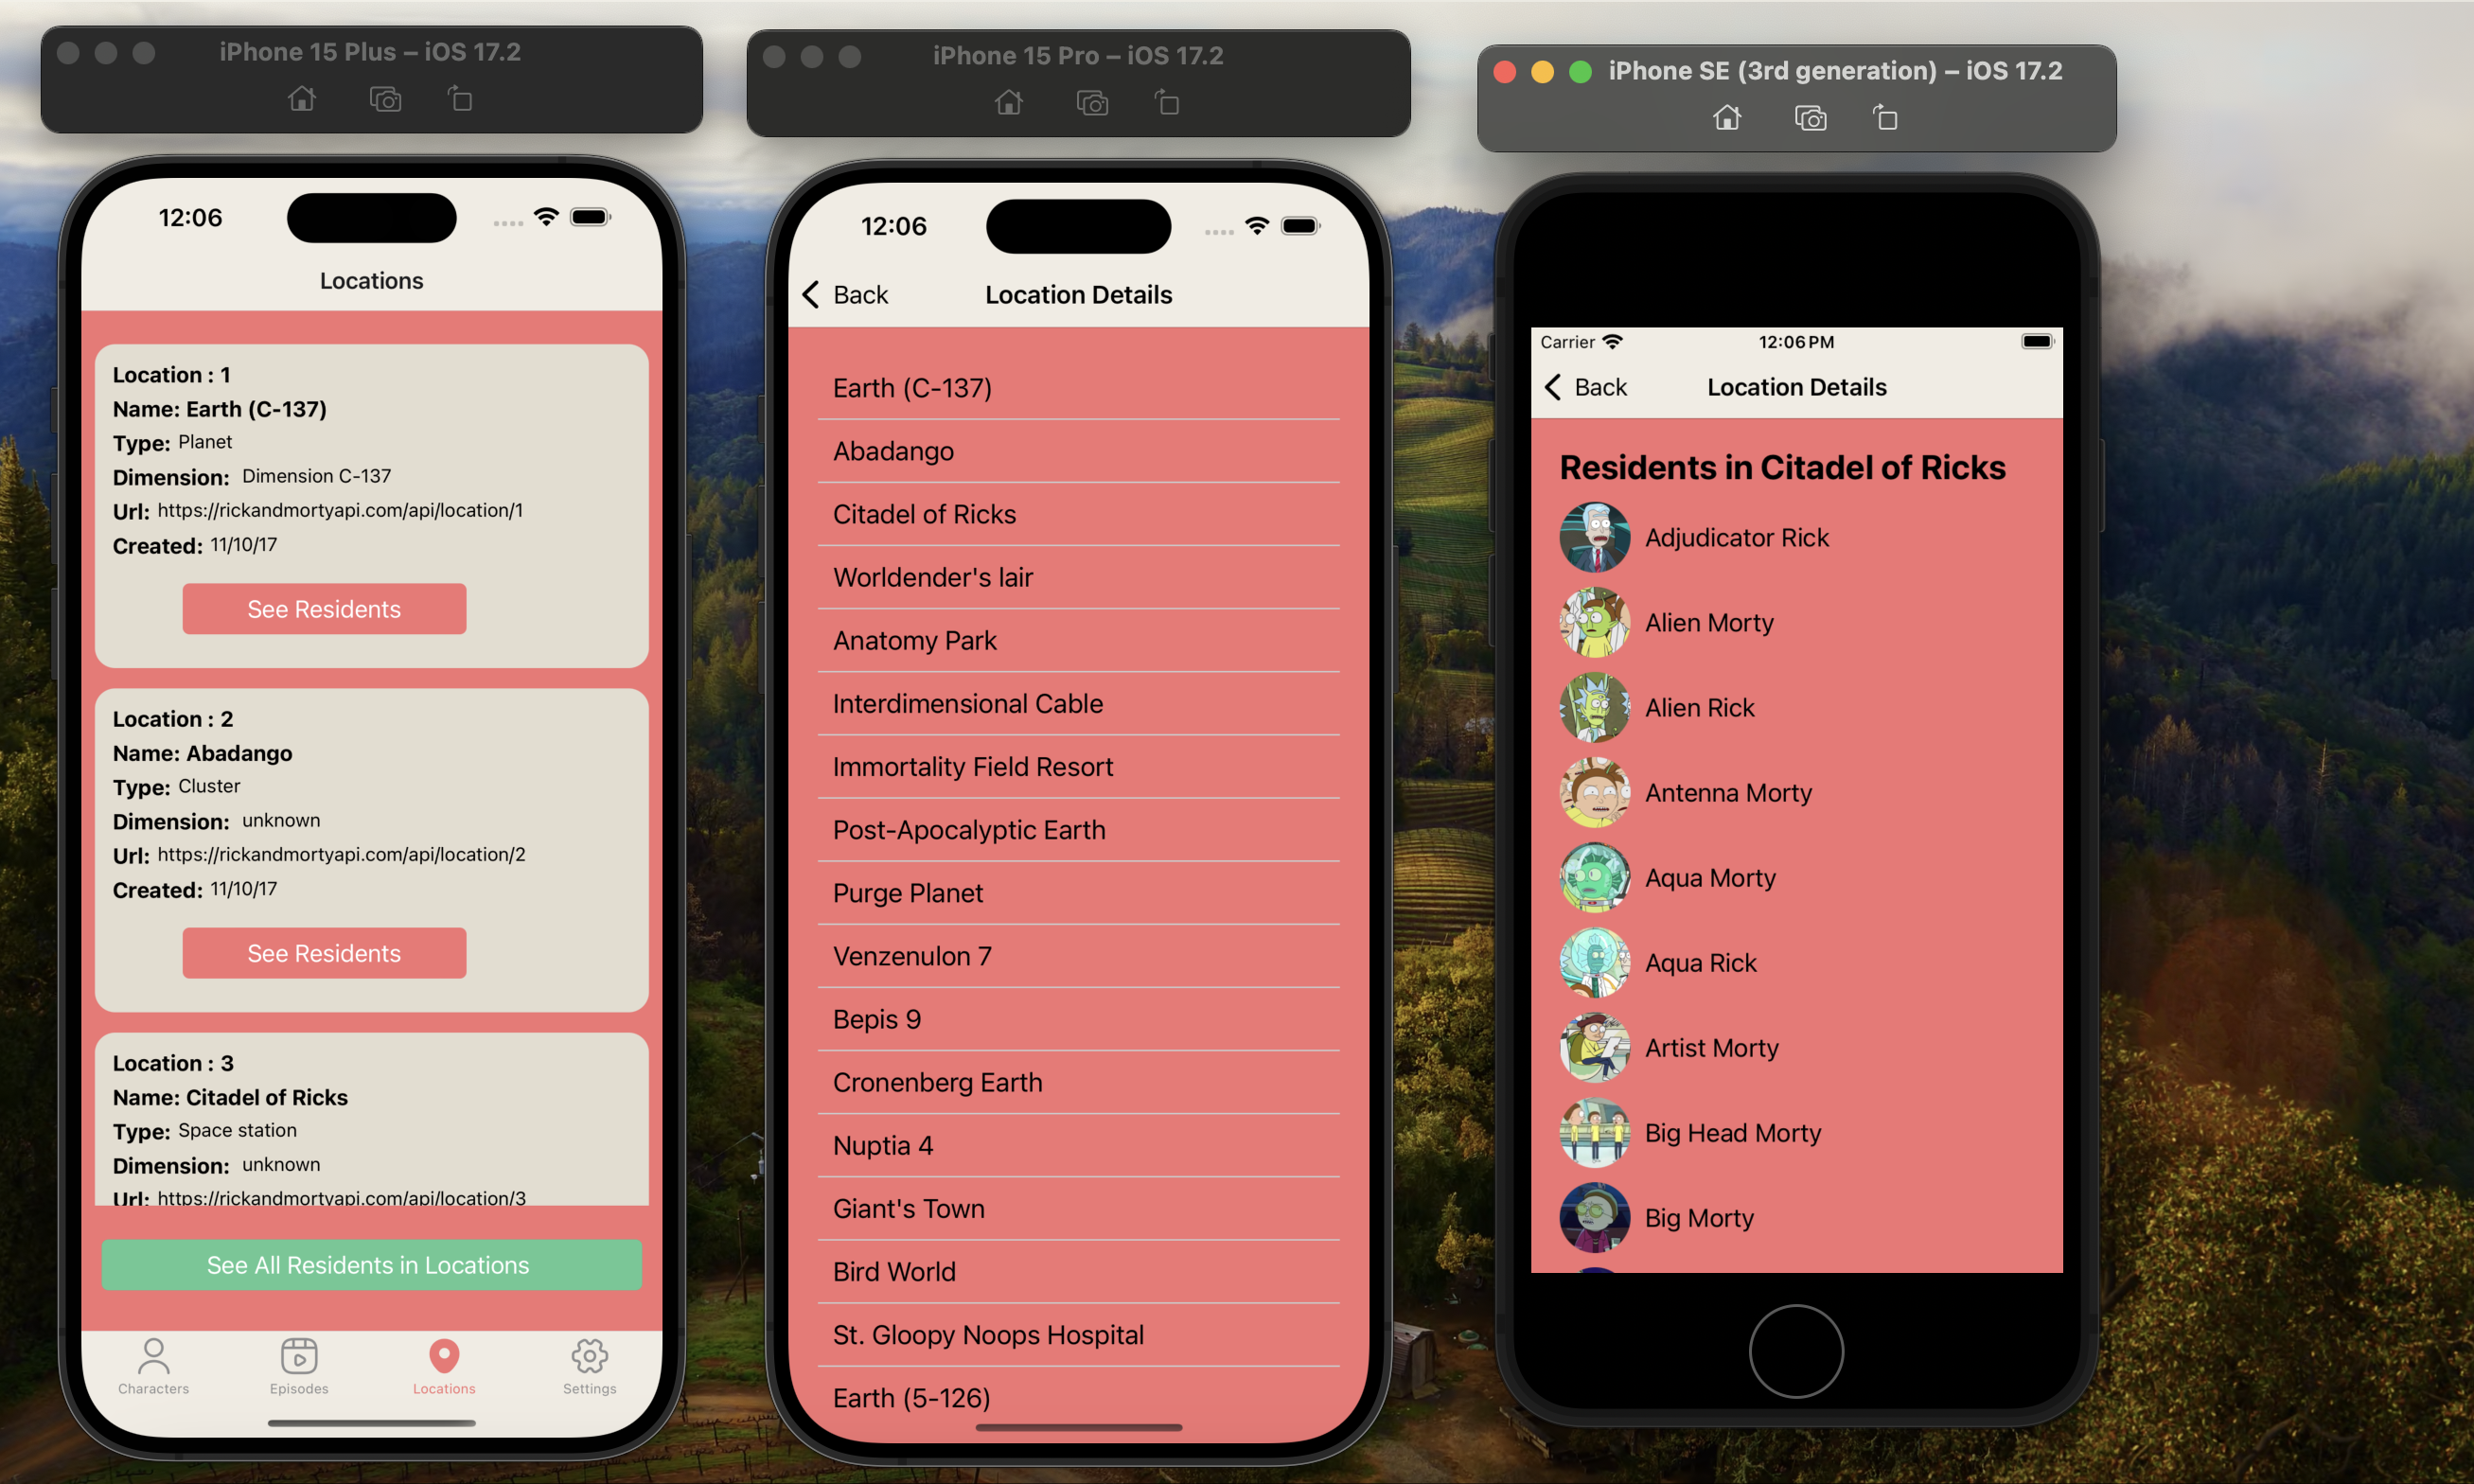 iPhone 15 Plus – iOS 17.2
12:06
Locations
Location : 1
Name: Earth (C-137)
Type: Planet
Dimension: Dimension C-137
Url: https://rickandmortyapi.com/api/location/1
Created: 11/10/17
See Residents
Location : 2
Name: Abadango
Type: Cluster
Dimension: unknown
Url: https://rickandmortyapi.com/api/location/2
Created: 11/10/17
See Residents
Location : 3
Name: Citadel of Ricks
Type: Space station
Dimension: unknown
Url: https://rickandmortyapi.com/api/location/3
See All Residents in Locations
Characters Episodes Locations Settings
iPhone 15 Pro – iOS 17.2
12:06
Back Location Details
Earth (C-137)
Abadango
Citadel of Ricks
Worldender's lair
Anatomy Park
Interdimensional Cable
Immortality Field Resort
Post-Apocalyptic Earth
Purge Planet
Venzenulon 7
Bepis 9
Cronenberg Earth
Nuptia 4
Giant's Town
Bird World
St. Gloopy Noops Hospital
Earth (5-126)
iPhone SE (3rd generation) – iOS 17.2
Carrier 12:06 PM
Back Location Details
Residents in Citadel of Ricks
Adjudicator Rick
Alien Morty
Alien Rick
Antenna Morty
Aqua Morty
Aqua Rick
Artist Morty
Big Head Morty
Big Morty